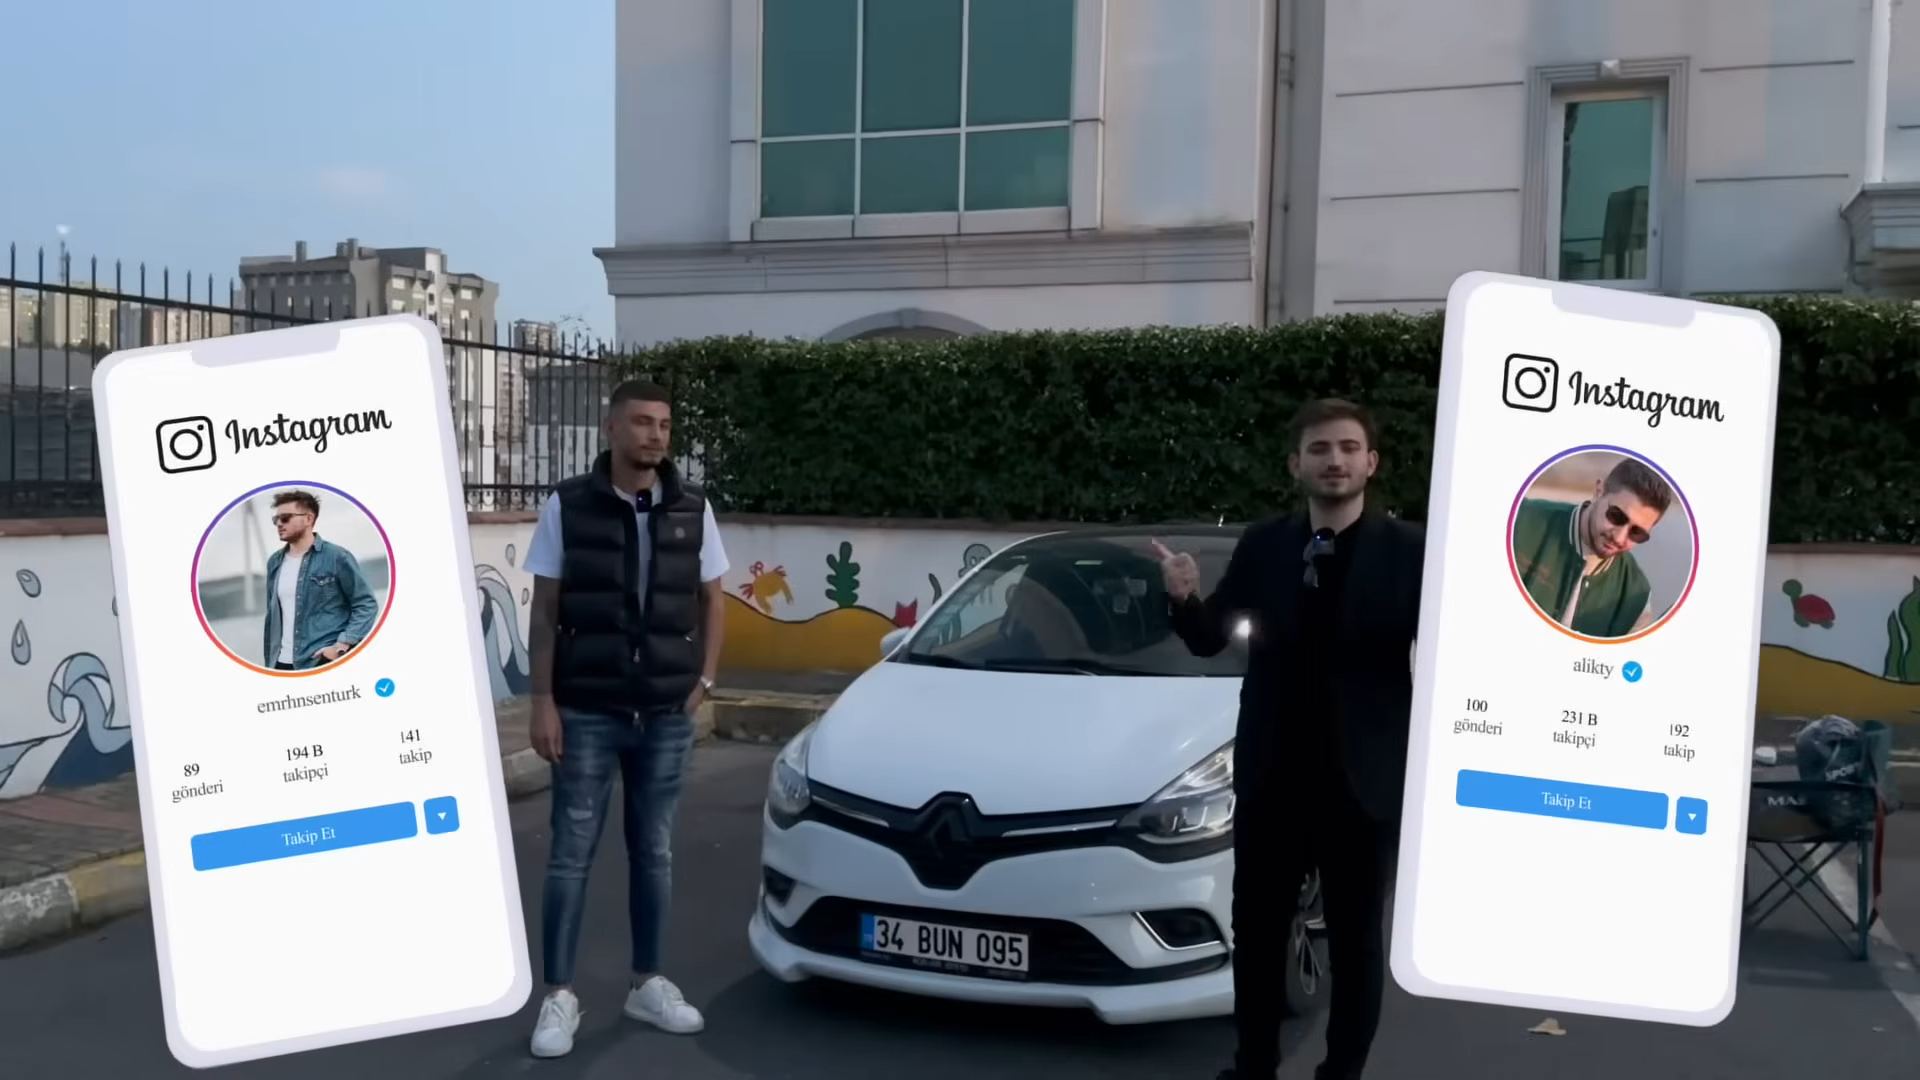 Instagram
emrhnsenturk
89
gönderi
194 B
takipçi
141
takip
Takip Et
34 BUN 095
Instagram
alikty
100
gönderi
231 B
takipçi
192
takip
Takip Et